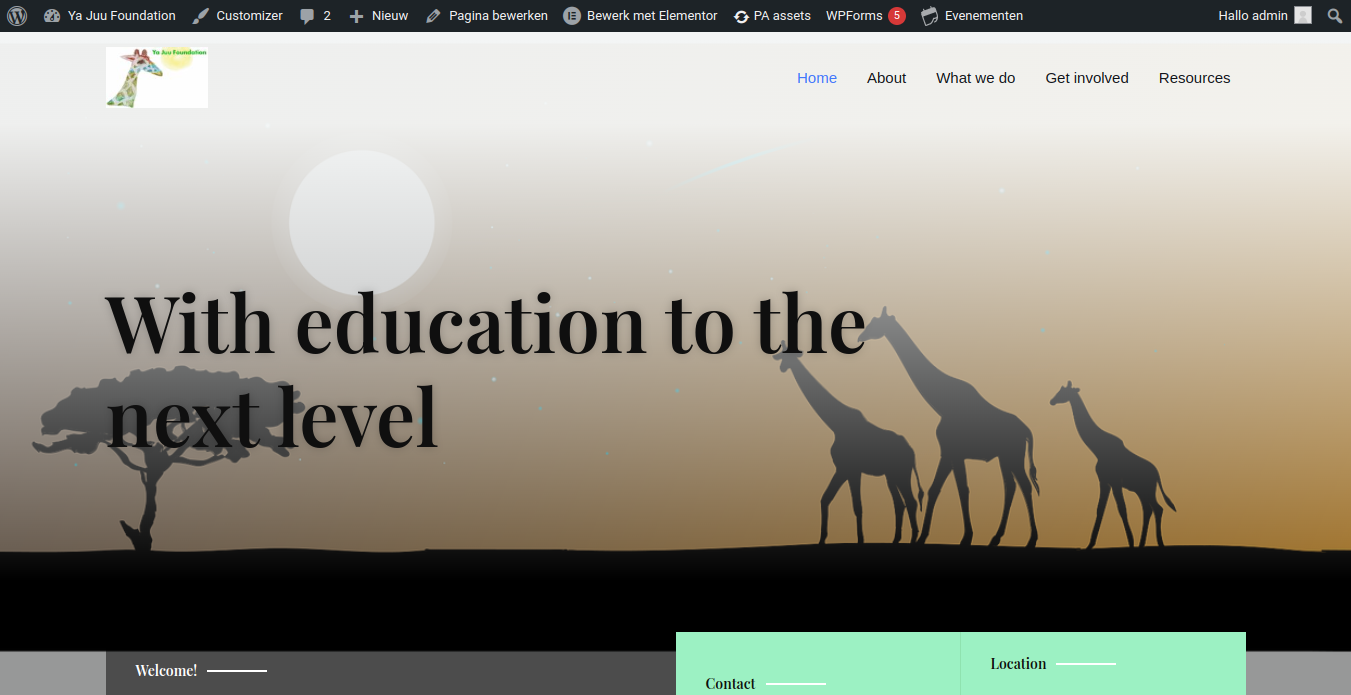 Ya Juu Foundation Customizer 2 Nieuw Pagina bewerken Bewerk met Elementor PA assets WPForms 5 Evenementen Hallo admin
Ya Juu Foundation
Home About What we do Get involved Resources
With education to the
next level
Welcome!
Location
Contact